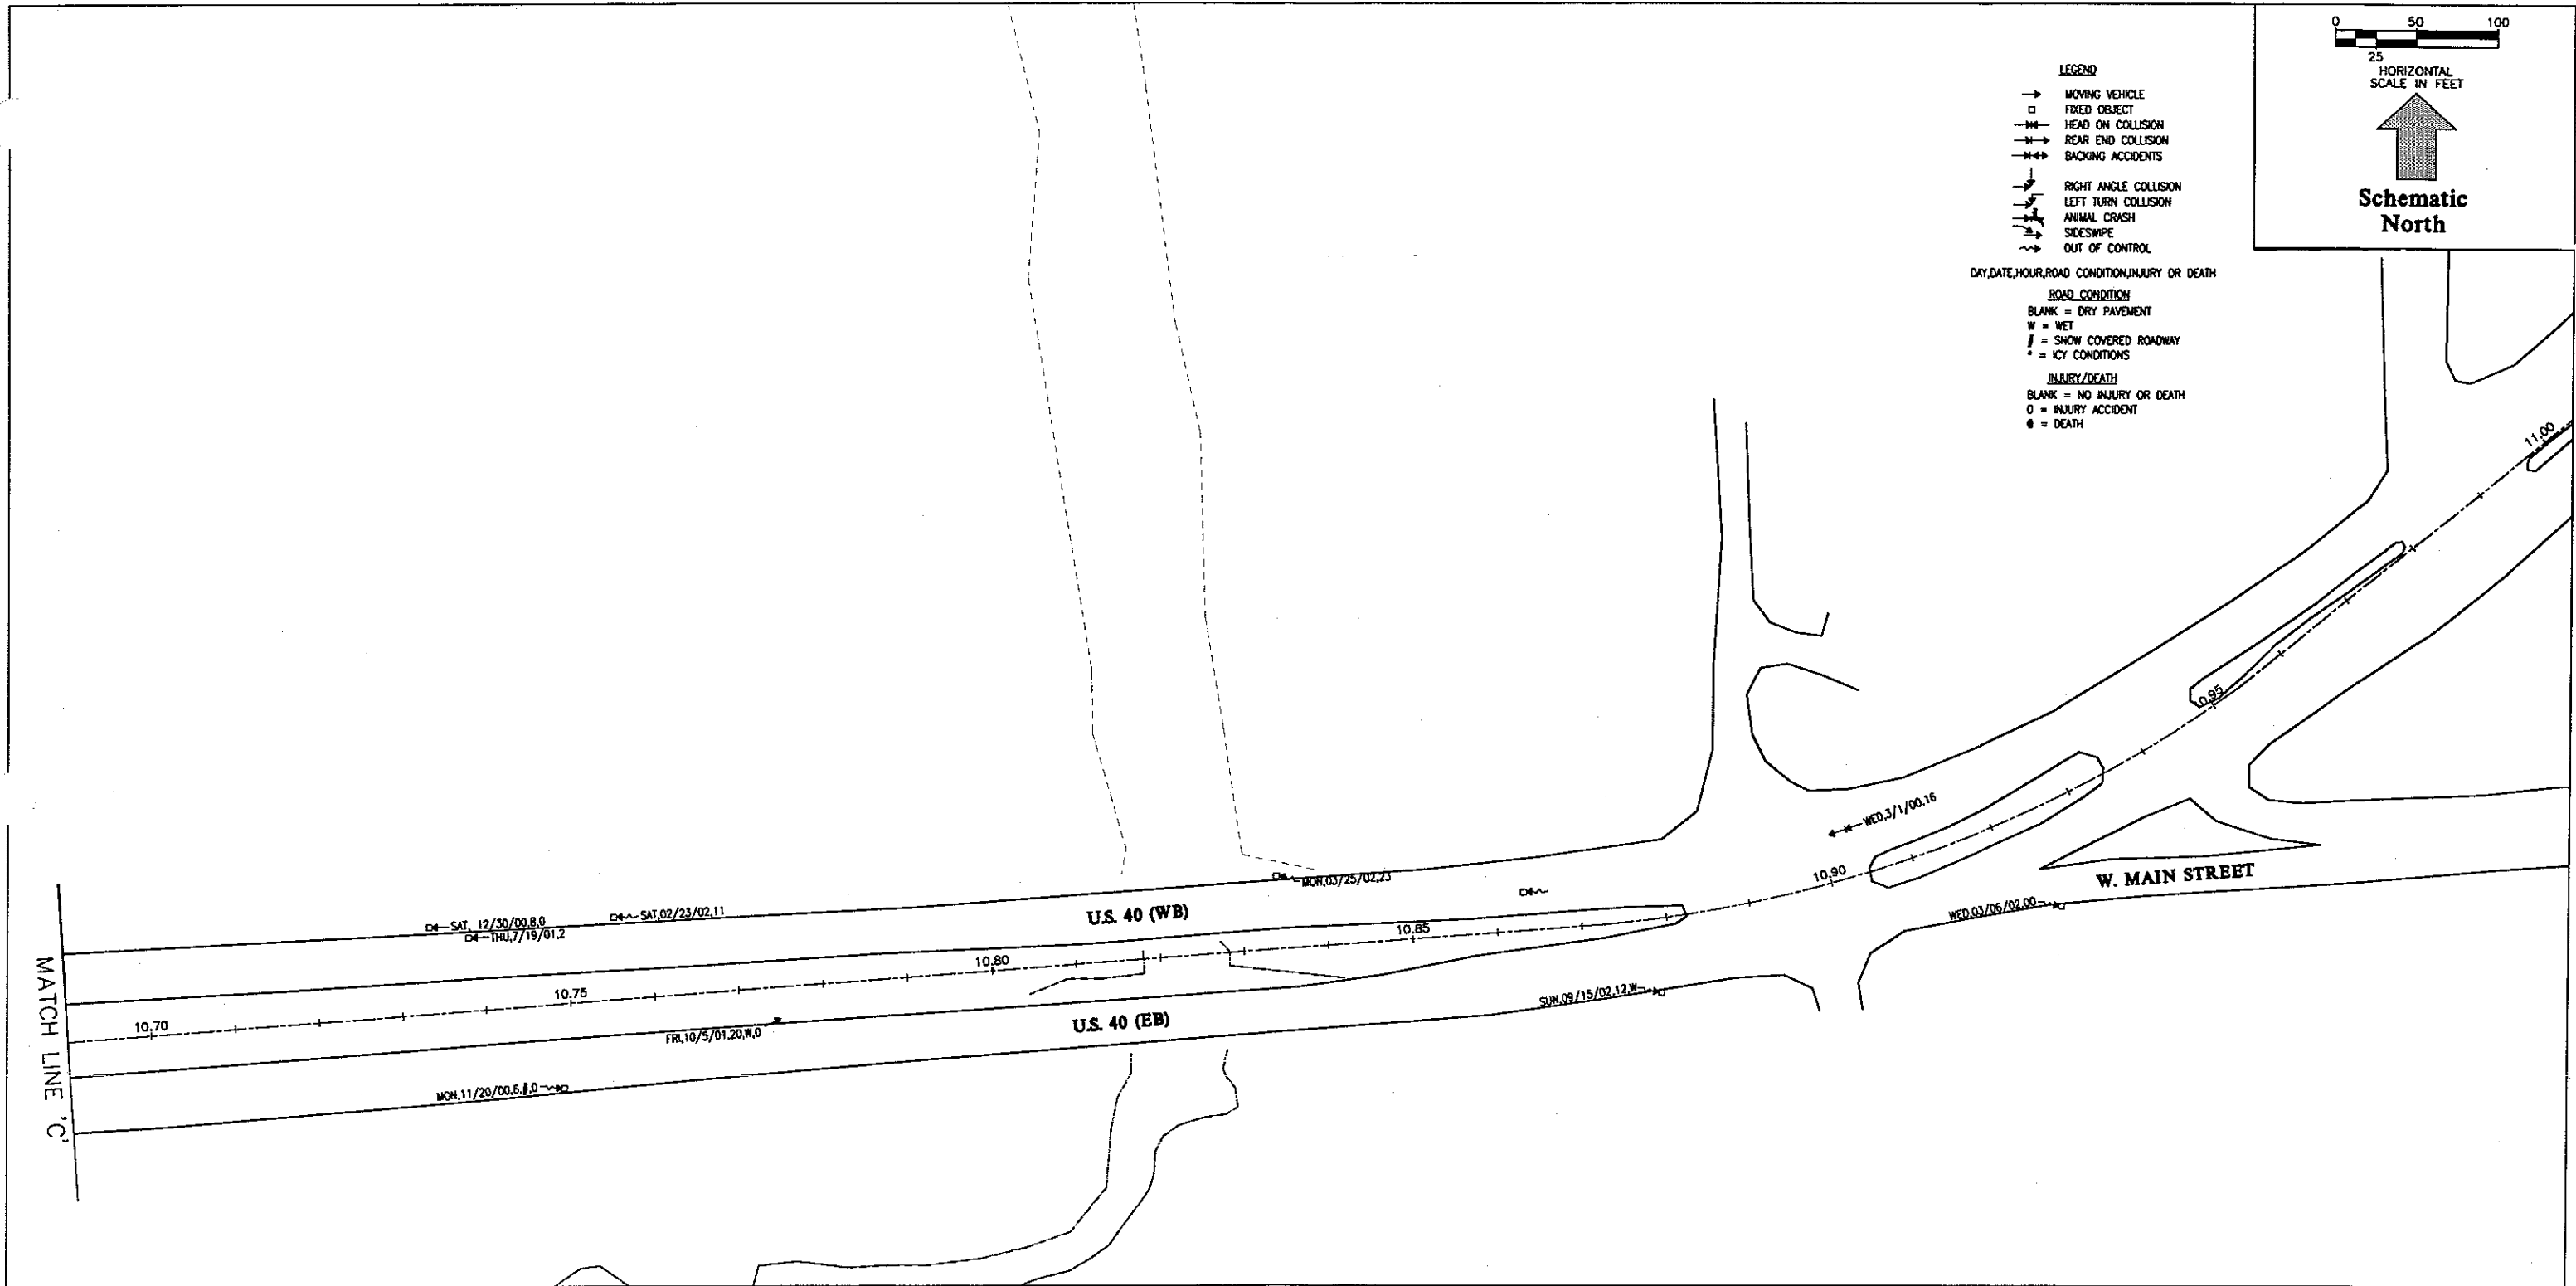 0 50 100
25
HORIZONTAL
SCALE IN FEET
Schematic
North
LEGEND
MOVING VEHICLE
FIXED OBJECT
HEAD ON COLLISION
REAR END COLLISION
BACKING ACCIDENTS
RIGHT ANGLE COLLISION
LEFT TURN COLLISION
ANIMAL CRASH
SIDESWIPE
OUT OF CONTROL
DAY,DATE,HOUR,ROAD CONDITION,INJURY OR DEATH
ROAD CONDITION
BLANK = DRY PAVEMENT
W = WET
// = SNOW COVERED ROADWAY
* = ICY CONDITIONS
INJURY/DEATH
BLANK = NO INJURY OR DEATH
O = INJURY ACCIDENT
● = DEATH
11.00
10.95
WED,3/1/00,16
10.90
W. MAIN STREET
WED,03/06/02,00
MON,03/25/02,23
U.S. 40 (WB)
SAT,02/23/02,11
SAT, 12/30/00,8,0
THU,7/19/01,2
10.85
10.80
10.75
10.70
SUN,09/15/02,12,W
U.S. 40 (EB)
FRI,10/5/01,20,W,0
MON,11/20/00,6,//,0
MATCH LINE 'C'